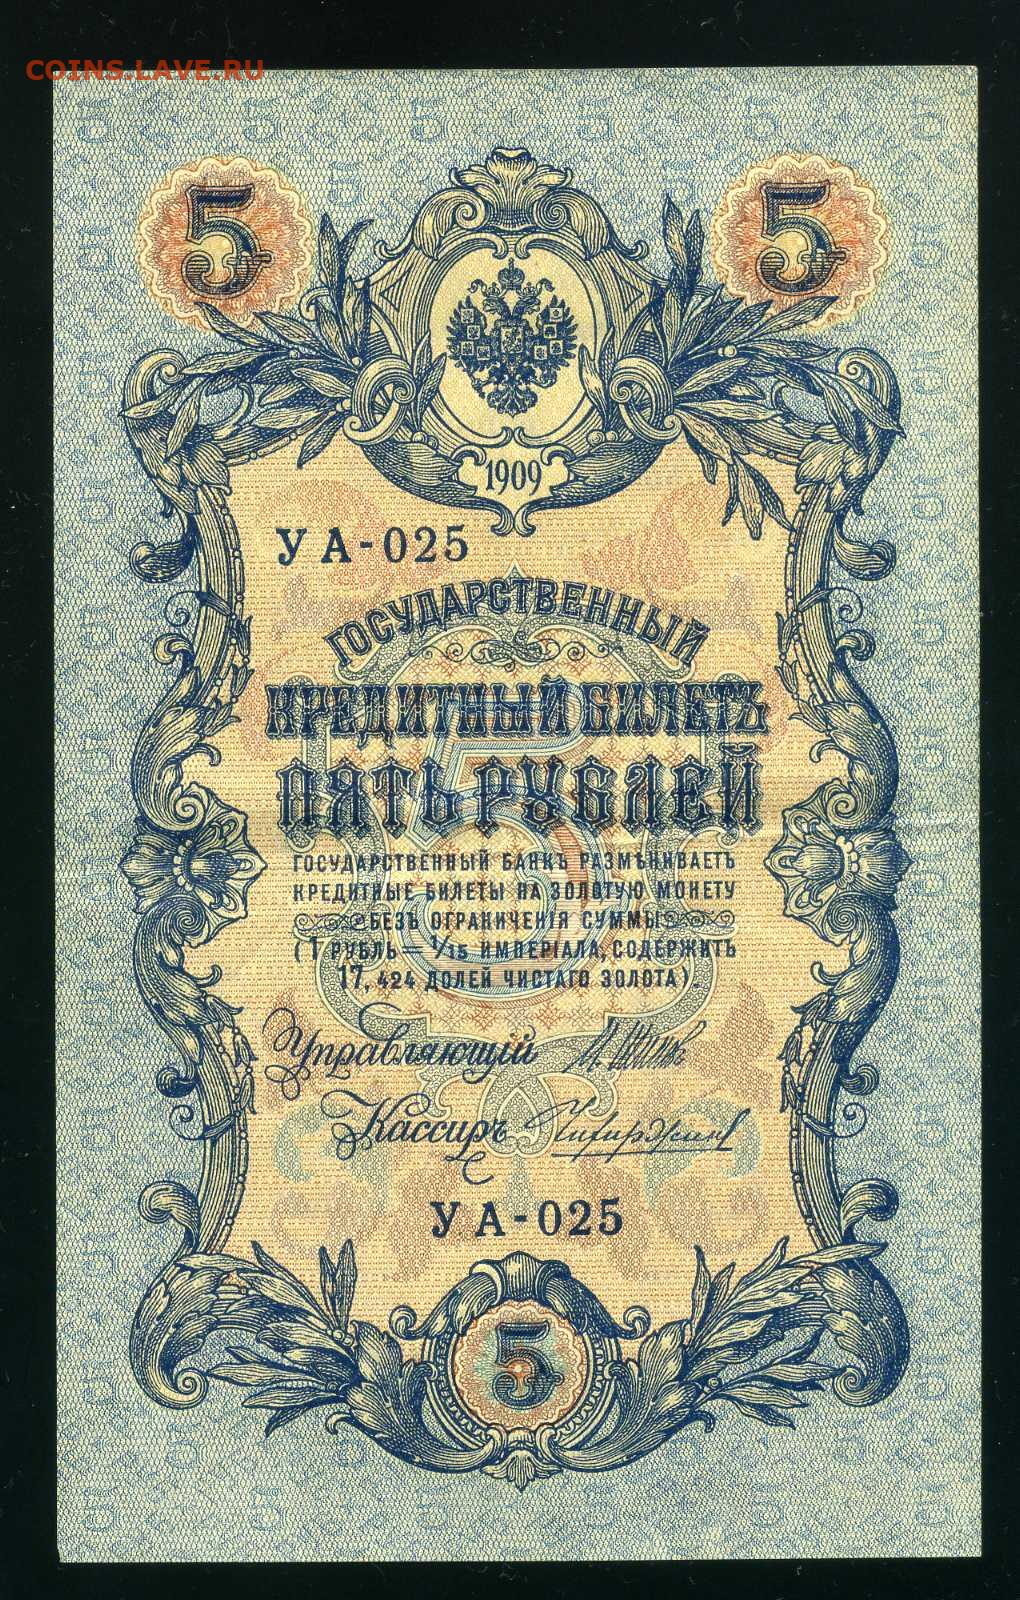 COINS.LAVE.RU
5 5
1909
УА-025
ГОСУДАРСТВЕННЫЙ
КРЕДИТНЫЙ БИЛЕТЪ
ПЯТЬ РУБЛЕЙ
ГОСУДАРСТВЕННЫЙ БАНКЪ РАЗМѢНИВАЕТЪ
КРЕДИТНЫЕ БИЛЕТЫ НА ЗОЛОТУЮ МОНЕТУ
БЕЗЪ ОГРАНИЧЕНІЯ СУММЫ
(1 РУБЛЬ = 1/15 ИМПЕРІАЛА, СОДЕРЖИТЪ
17,424 ДОЛЕЙ ЧИСТАГО ЗОЛОТА).
Управляющій
Кассиръ
УА-025
5